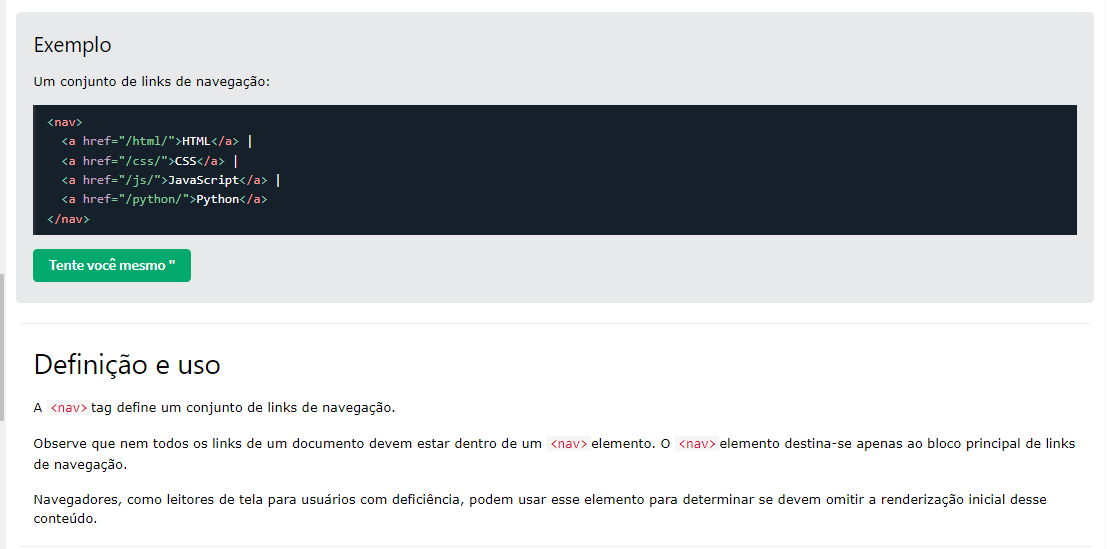 Exemplo
Um conjunto de links de navegação:
<nav>
  <a href="/html/">HTML</a> |
  <a href="/css/">CSS</a> |
  <a href="/js/">JavaScript</a> |
  <a href="/python/">Python</a>
</nav>
Tente você mesmo "
Definição e uso
A <nav> tag define um conjunto de links de navegação.
Observe que nem todos os links de um documento devem estar dentro de um <nav> elemento. O <nav> elemento destina-se apenas ao bloco principal de links
de navegação.
Navegadores, como leitores de tela para usuários com deficiência, podem usar esse elemento para determinar se devem omitir a renderização inicial desse
conteúdo.